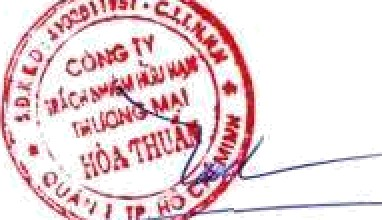 CÔNG TY
TRÁCH NHIỆM HỮU HẠN
THƯƠNG MẠI
HÒA THUẬN
QUẬN 1 TP. HỒ CHÍ MINH